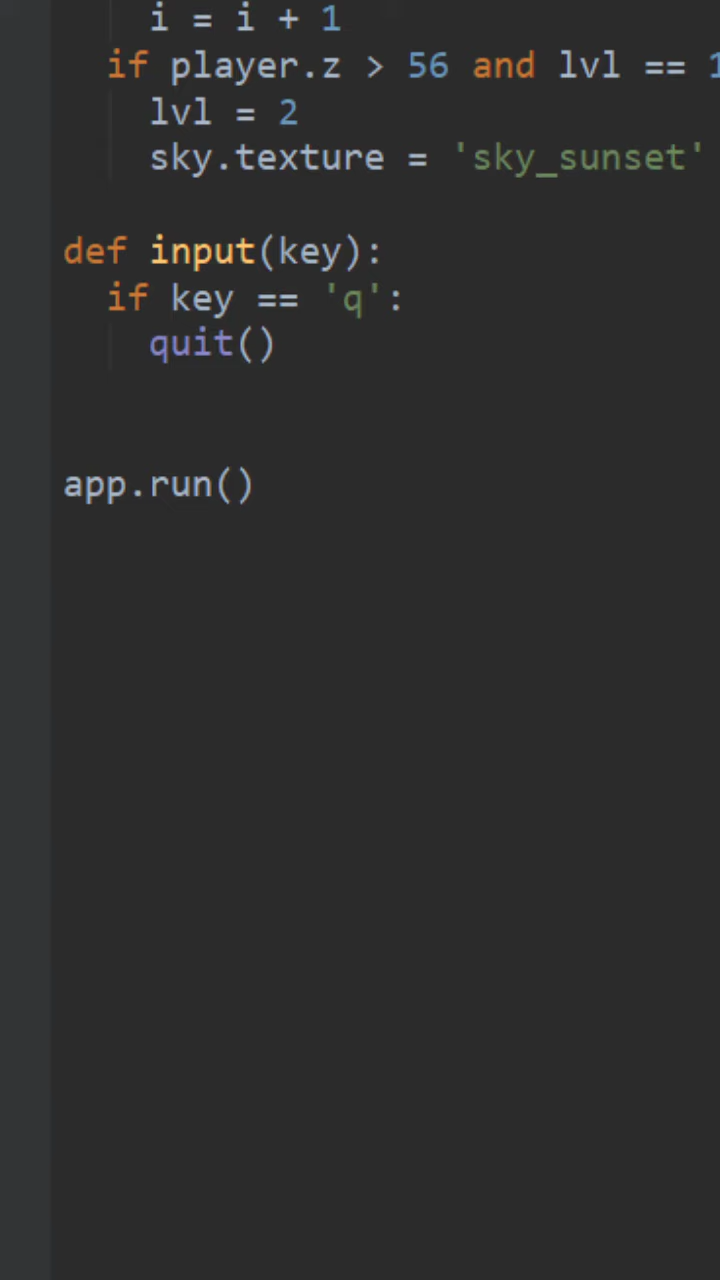 i = i + 1
if player.z > 56 and lvl == 1
lvl = 2
sky.texture = 'sky_sunset'
def input(key):
if key == 'q':
quit()
app.run()